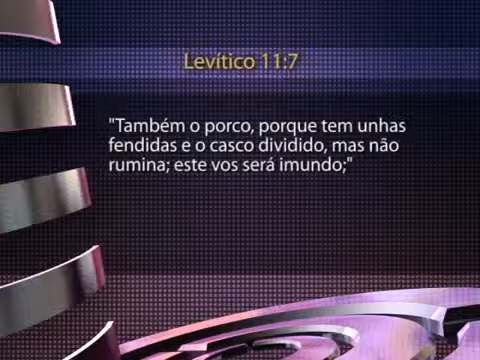 Levítico 11:7
"Também o porco, porque tem unhas
fendidas e o casco dividido, mas não
rumina; este vos será imundo;"